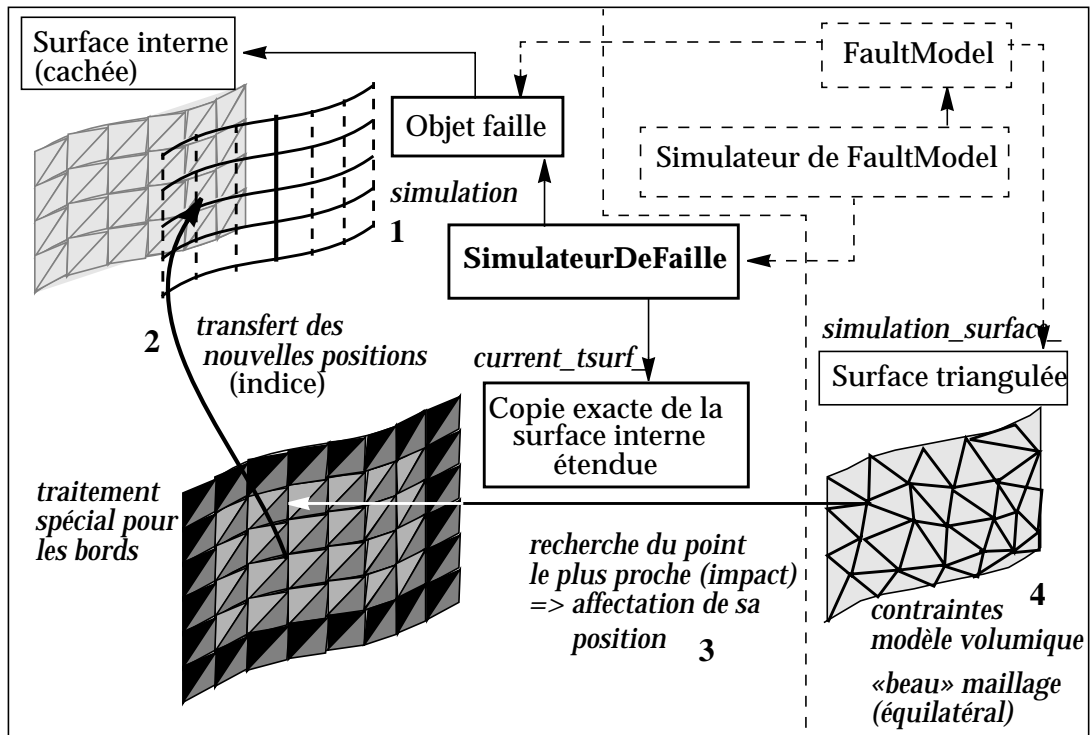 Surface interne
(cachée)
FaultModel
Objet faille
Simulateur de FaultModel
simulation
1
SimulateurDeFaille
2
transfert des
nouvelles positions
(indice)
current_tsurf_
simulation_surface_
Surface triangulée
Copie exacte de la
surface interne
étendue
traitement
spécial pour
les bords
recherche du point
le plus proche (impact)
=> affectation de sa
position
3
4
contraintes
modèle volumique
«beau» maillage
(équilatéral)